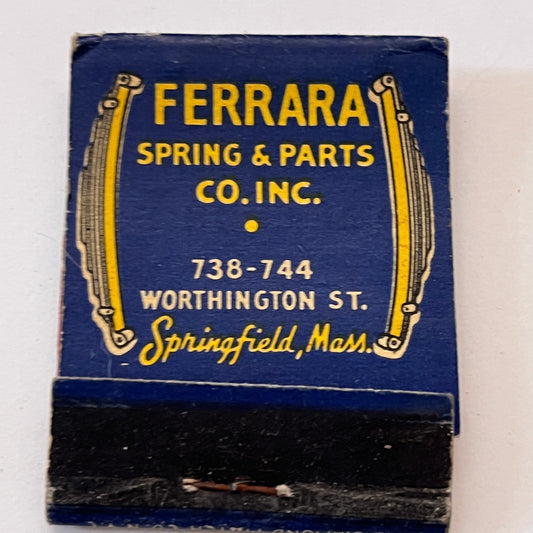 FERRARA
SPRING & PARTS
CO. INC.
738-744
WORTHINGTON ST.
Springfield, Mass.